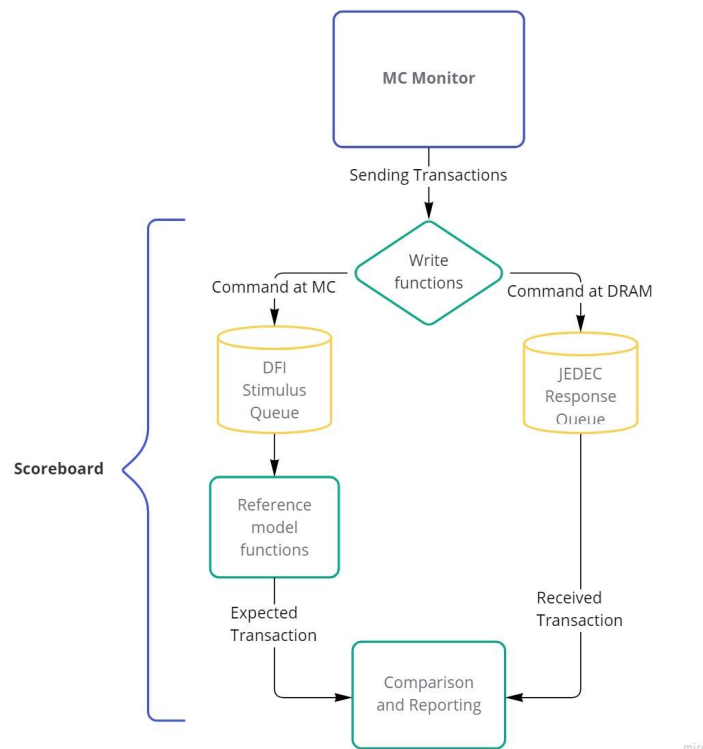 MC Monitor
Sending Transactions
Write
functions
Command at MC
Command at DRAM
DFI
Stimulus
Queue
JEDEC
Response
Queue
Scoreboard
Reference
model
functions
Expected
Transaction
Received
Transaction
Comparison
and Reporting